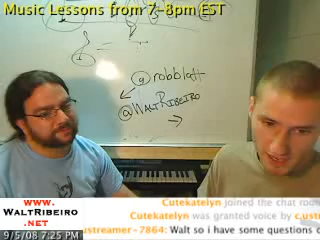 Music Lessons from 7-8pm EST
@robblatt
@WALTRIBEIRO
WWW.
WALTRIBEIRO
.NET
9/5/08 7:25 PM
Cutekatelyn joined the chat room
Cutekatelyn was granted voice by c.ust
ustreamer-7864: Walt so i have some questions o